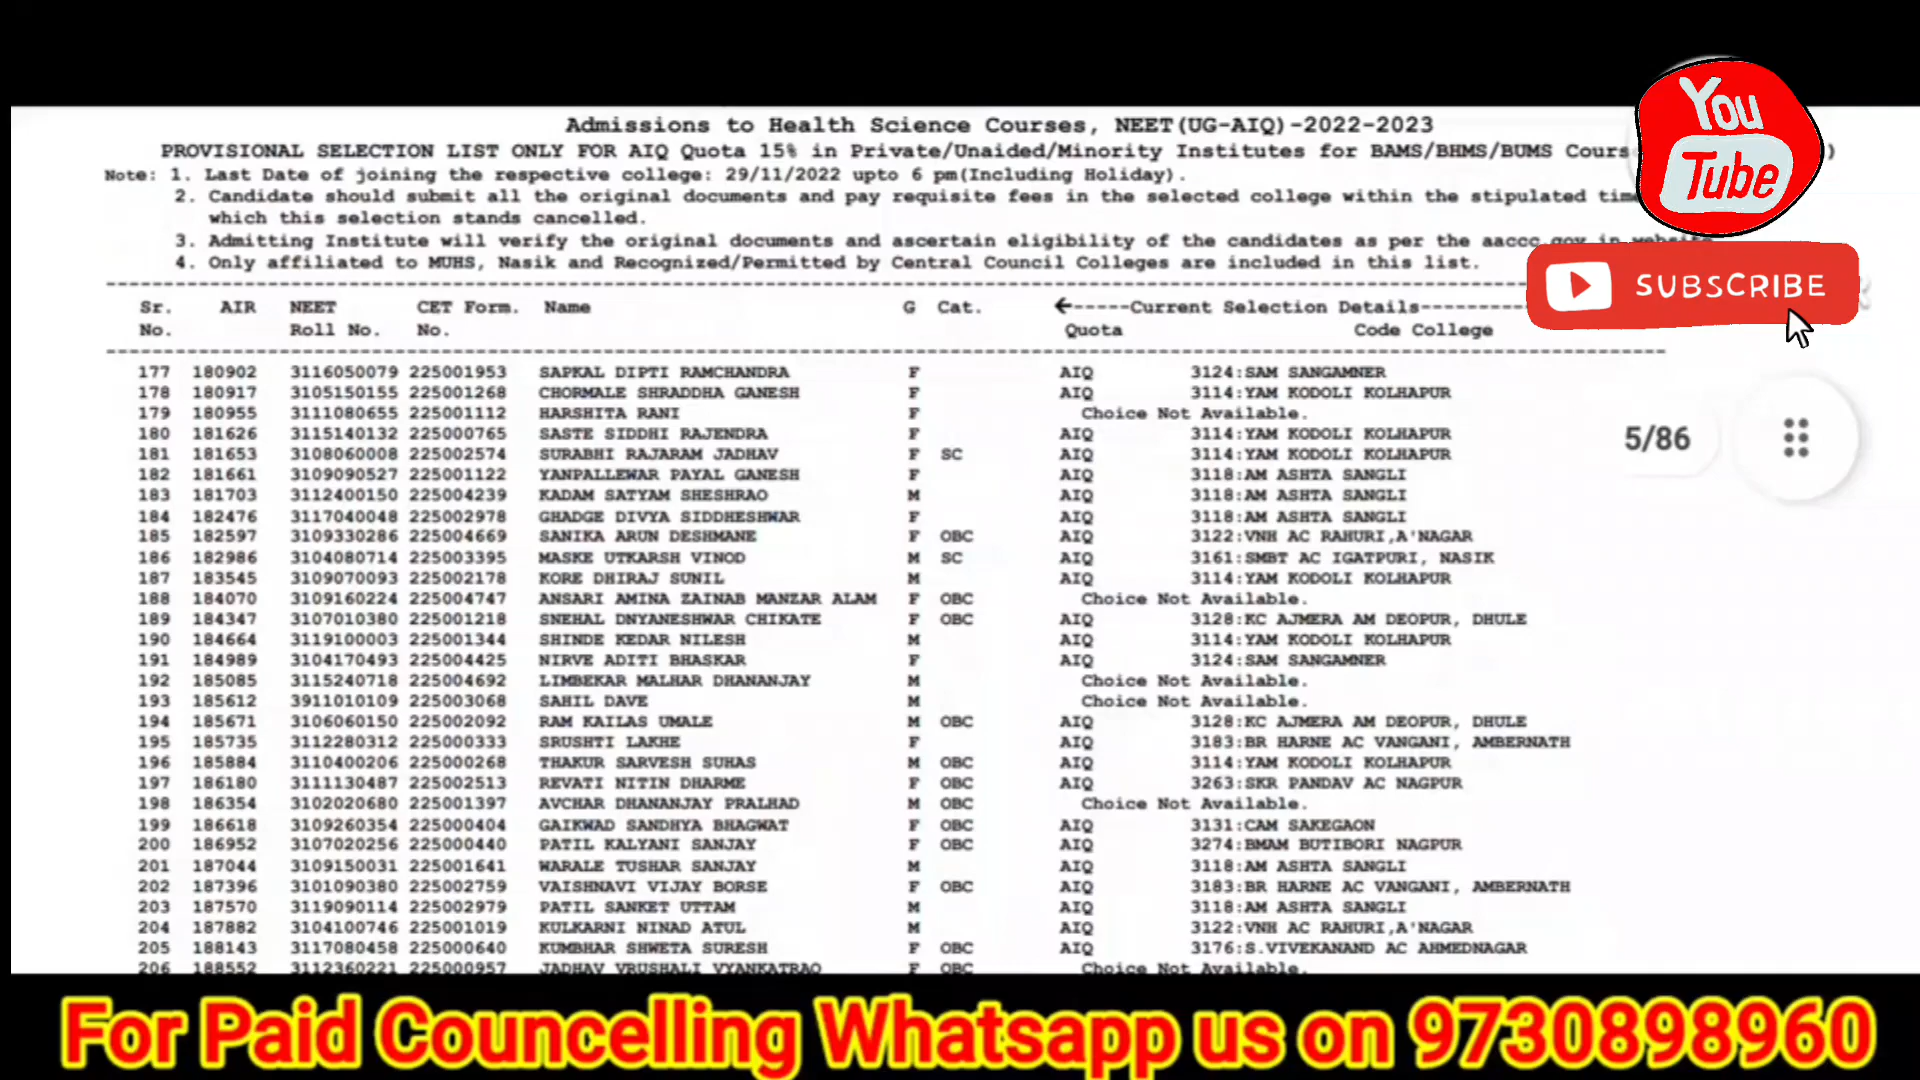 Admissions to Health Science Courses, NEET(UG-AIQ)-2022-2023
PROVISIONAL SELECTION LIST ONLY FOR AIQ Quota 15% in Private/Unaided/Minority Institutes for BAMS/BHMS/BUMS )
Note: 1. Last Date of joining the respective college: 29/11/2022 upto 6 pm(Including Holiday).
2. Candidate should submit all the original documents and pay requisite fees in the selected college within the stipulated
which this selection stands cancelled.
3. Admitting Institute will verify the original documents and ascertain eligibility of the candidates as per the aaccc.gov.in website
4. Only affiliated to MUHS, Nasik and Recognized/Permitted by Central Council Colleges are included in this list.
Sr. AIR NEET CET Form. Name G Cat. ←-----Current Selection Details---------
No. Roll No. No. Quota Code College
177 180902 3116050079 225001953 SAPKAL DIPTI RAMCHANDRA F AIQ 3124:SAM SANGAMNER
178 180917 3105150155 225001268 CHORMALE SHRADDHA GANESH F AIQ 3114:YAM KODOLI KOLHAPUR
179 180955 3111080655 225001112 HARSHITA RANI F Choice Not Available.
180 181626 3115140132 225000765 SASTE SIDDHI RAJENDRA F AIQ 3114:YAM KODOLI KOLHAPUR
181 181653 3108060008 225002574 SURABHI RAJARAM JADHAV F SC AIQ 3114:YAM KODOLI KOLHAPUR
182 181661 3109090527 225001122 YANPALLEWAR PAYAL GANESH F AIQ 3118:AM ASHTA SANGLI
183 181703 3112400150 225004239 KADAM SATYAM SHESHRAO M AIQ 3118:AM ASHTA SANGLI
184 182476 3117040048 225002978 GHADGE DIVYA SIDDHESHWAR F AIQ 3118:AM ASHTA SANGLI
185 182597 3109330286 225004669 SANIKA ARUN DESHMANE F OBC AIQ 3122:VNH AC RAHURI,A'NAGAR
186 182986 3104080714 225003395 MASKE UTKARSH VINOD M SC AIQ 3161:SMBT AC IGATPURI, NASIK
187 183545 3109070093 225002178 KORE DHIRAJ SUNIL M AIQ 3114:YAM KODOLI KOLHAPUR
188 184070 3109160224 225004747 ANSARI AMINA ZAINAB MANZAR ALAM F OBC Choice Not Available.
189 184347 3107010380 225001218 SNEHAL DNYANESHWAR CHIKATE F OBC AIQ 3128:KC AJMERA AM DEOPUR, DHULE
190 184664 3119100003 225001344 SHINDE KEDAR NILESH M AIQ 3114:YAM KODOLI KOLHAPUR
191 184989 3104170493 225004425 NIRVE ADITI BHASKAR F AIQ 3124:SAM SANGAMNER
192 185085 3115240718 225004692 LIMBEKAR MALHAR DHANANJAY M Choice Not Available.
193 185612 3911010109 225003068 SAHIL DAVE M Choice Not Available.
194 185671 3106060150 225002092 RAM KAILAS UMALE M OBC AIQ 3128:KC AJMERA AM DEOPUR, DHULE
195 185735 3112280312 225000333 SRUSHTI LAKHE F AIQ 3183:BR HARNE AC VANGANI, AMBERNATH
196 185884 3110400206 225000268 THAKUR SARVESH SUHAS M OBC AIQ 3114:YAM KODOLI KOLHAPUR
197 186180 3111130487 225002513 REVATI NITIN DHARME F OBC AIQ 3263:SKR PANDAV AC NAGPUR
198 186354 3102020680 225001397 AVCHAR DHANANJAY PRALHAD M OBC Choice Not Available.
199 186618 3109260354 225000404 GAIKWAD SANDHYA BHAGWAT F OBC AIQ 3131:CAM SAKEGAON
200 186952 3107020256 225000440 PATIL KALYANI SANJAY F OBC AIQ 3274:BMAM BUTIBORI NAGPUR
201 187044 3109150031 225001641 WARALE TUSHAR SANJAY M AIQ 3118:AM ASHTA SANGLI
202 187396 3101090380 225002759 VAISHNAVI VIJAY BORSE F OBC AIQ 3183:BR HARNE AC VANGANI, AMBERNATH
203 187570 3119090114 225002979 PATIL SANKET UTTAM M AIQ 3118:AM ASHTA SANGLI
204 187882 3104100746 225001019 KULKARNI NINAD ATUL M AIQ 3122:VNH AC RAHURI,A'NAGAR
205 188143 3117080458 225000640 KUMBHAR SHWETA SURESH F OBC AIQ 3176:S.VIVEKANAND AC AHMEDNAGAR
206 188552 3112360221 225000957 JADHAV VRUSHALI VYANKATRAO F OBC Choice Not Available.
You
Tube
SUBSCRIBE
5/86
For Paid Councelling Whatsapp us on 9730898960